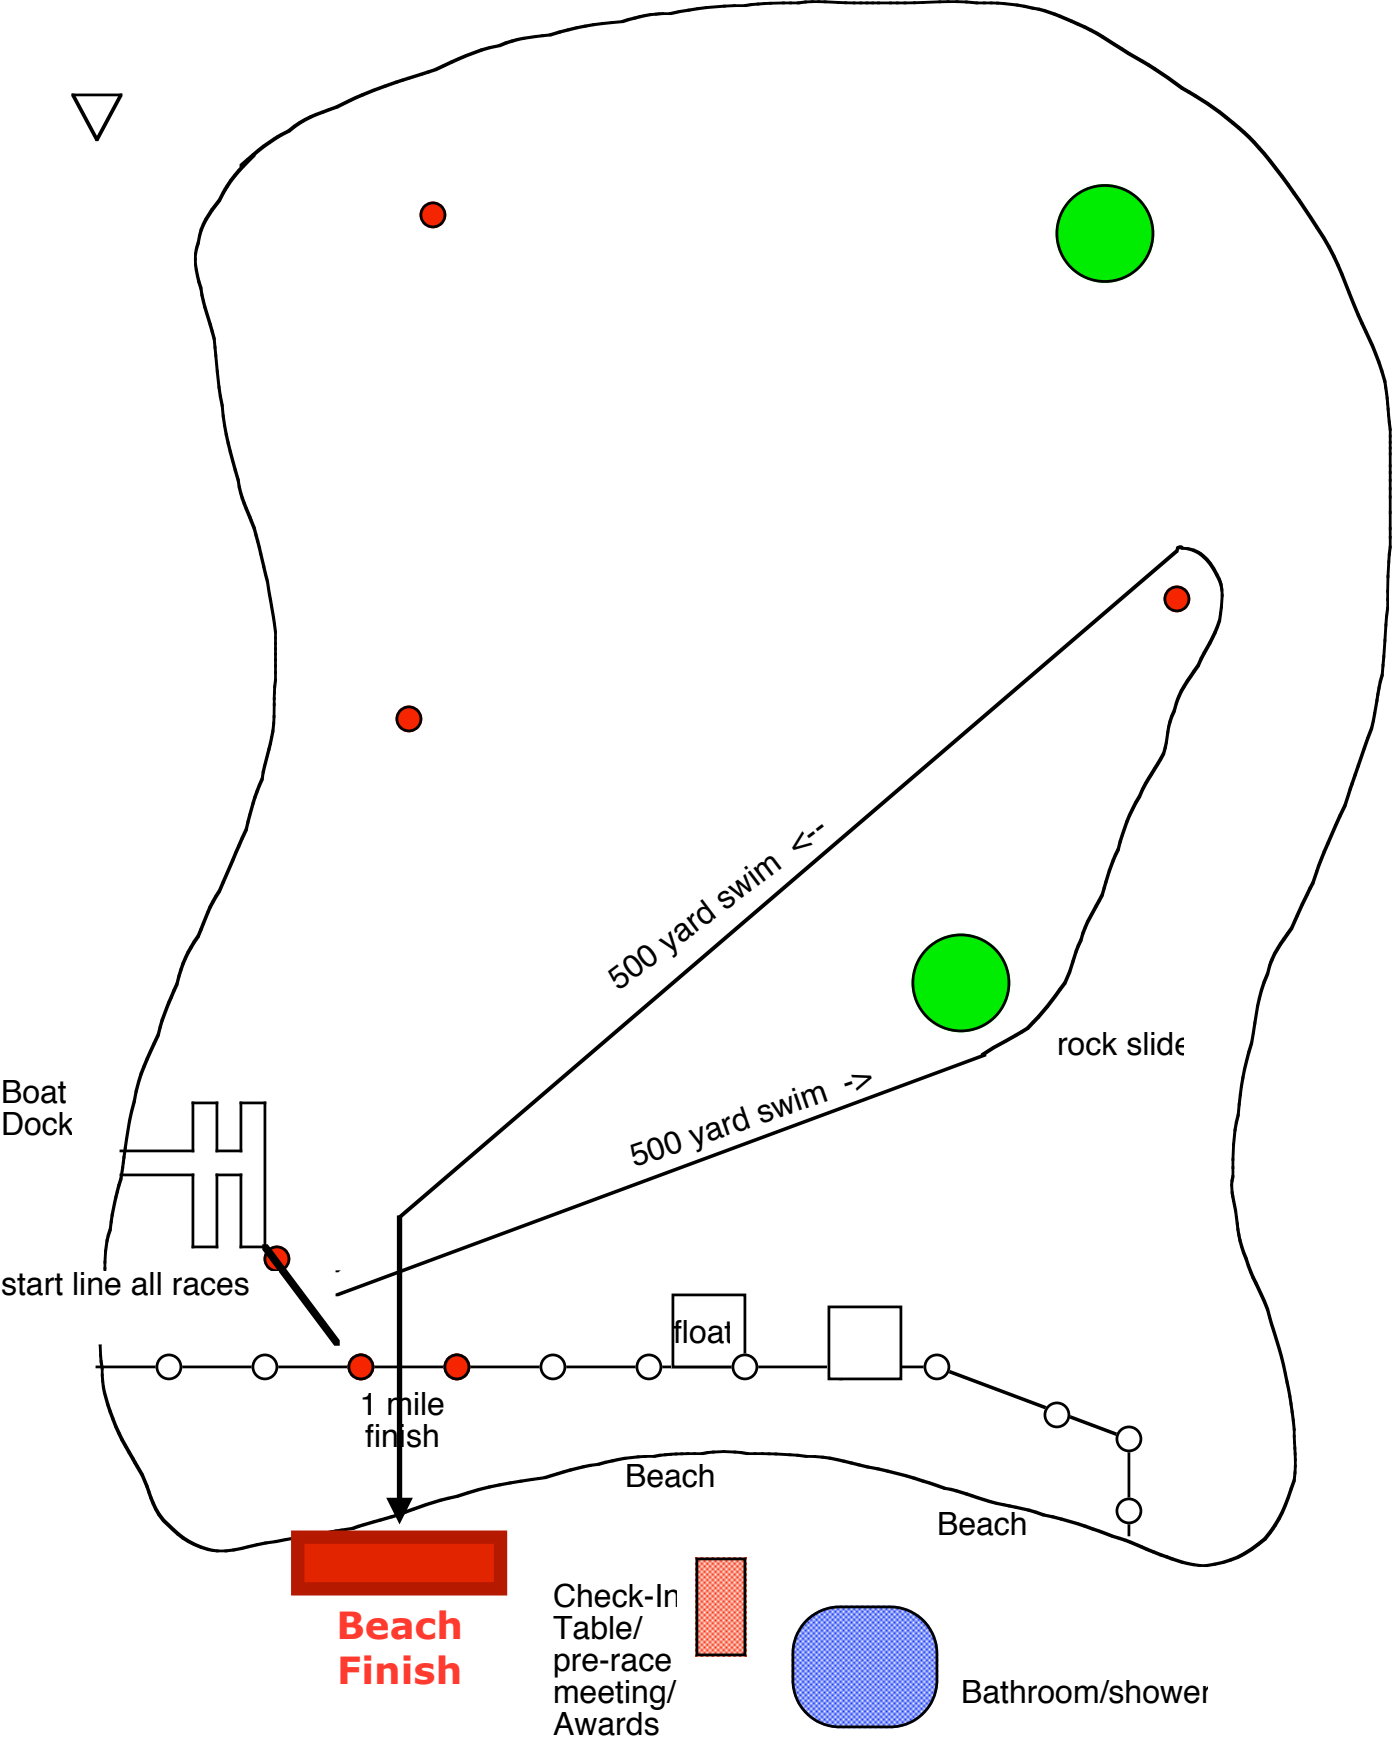 500 yard swim <--
rock slide
Boat
Dock
500 yard swim ->
start line all races
float
1 mile
finish
Beach
Beach
Beach
Finish
Check-In
Table/
pre-race
meeting/
Awards
Bathroom/shower